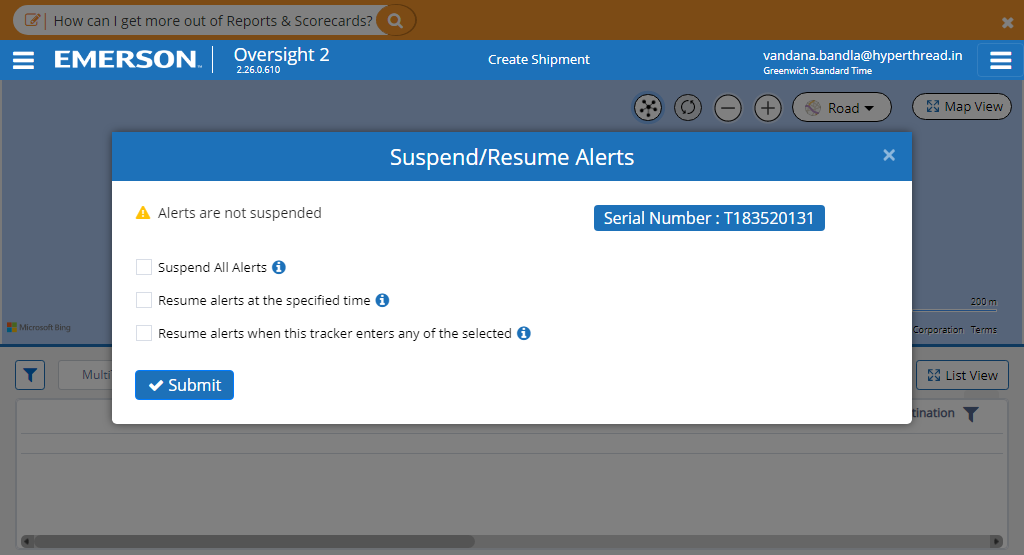 How can I get more out of Reports & Scorecards?
EMERSON
Oversight 2
2.26.0.610
Create Shipment
vandana.bandla@hyperthread.in
Greenwich Standard Time
Road
Map View
Suspend/Resume Alerts
Alerts are not suspended
Serial Number : T183520131
Suspend All Alerts
Resume alerts at the specified time
Resume alerts when this tracker enters any of the selected
Submit
200 m
Microsoft Bing
Corporation Terms
List View